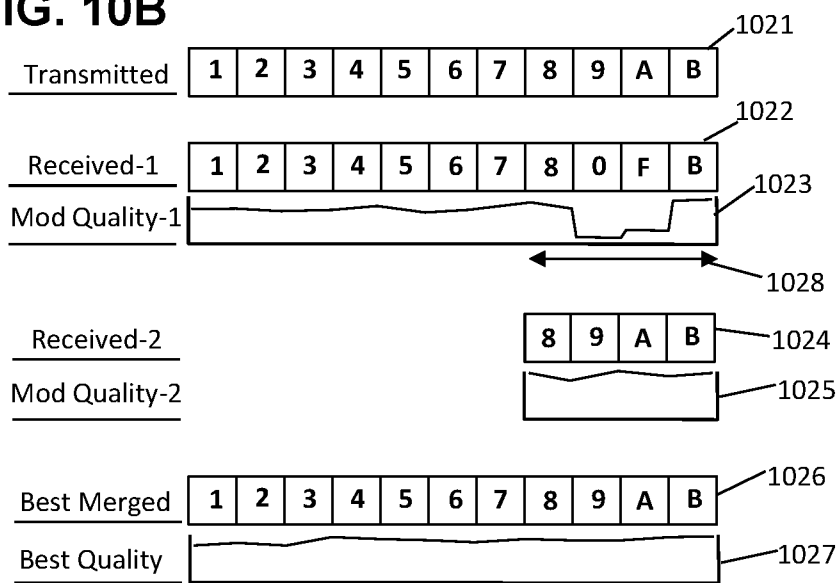 IG. 10B
1021
Transmitted 1 2 3 4 5 6 7 8 9 A B
1022
Received-1 1 2 3 4 5 6 7 8 0 F B
1023
Mod Quality-1
1028
Received-2 8 9 A B 1024
Mod Quality-2 1025
1026
Best Merged 1 2 3 4 5 6 7 8 9 A B
Best Quality 1027